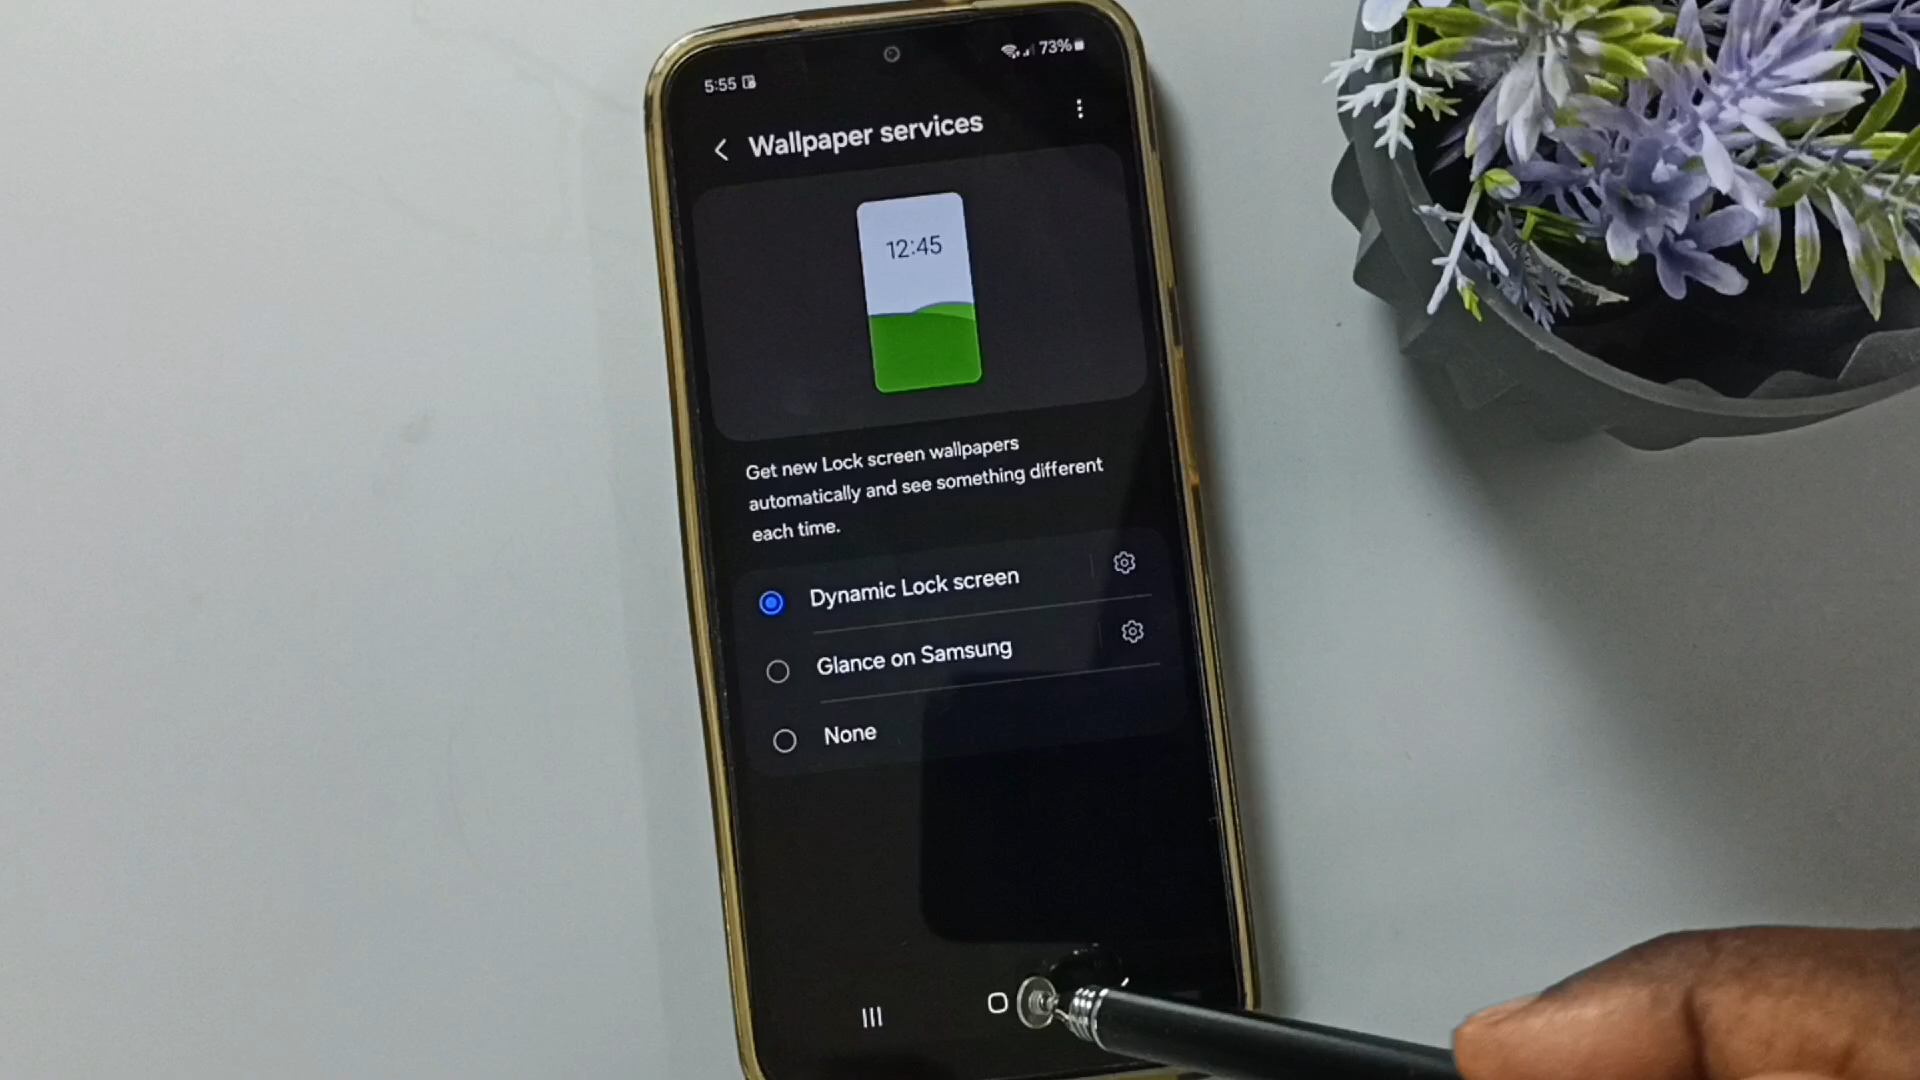 5:55
73%
Wallpaper services
12:45
Get new Lock screen wallpapers
automatically and see something different
each time.
Dynamic Lock screen
Glance on Samsung
None